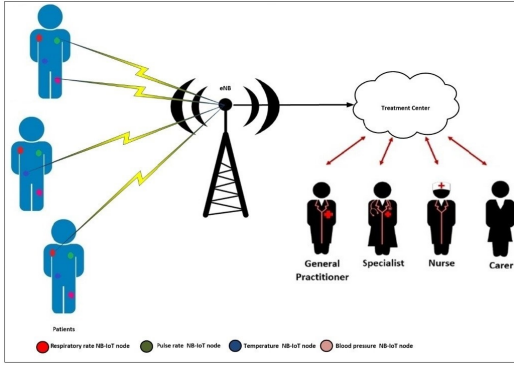 eNB
Treatment Center
General
Practitioner
Specialist
Nurse
Carer
Patients
Respiratory rate NB-IoT node
Pulse rate NB-IoT node
Temperature NB-IoT node
Blood pressure NB-IoT node